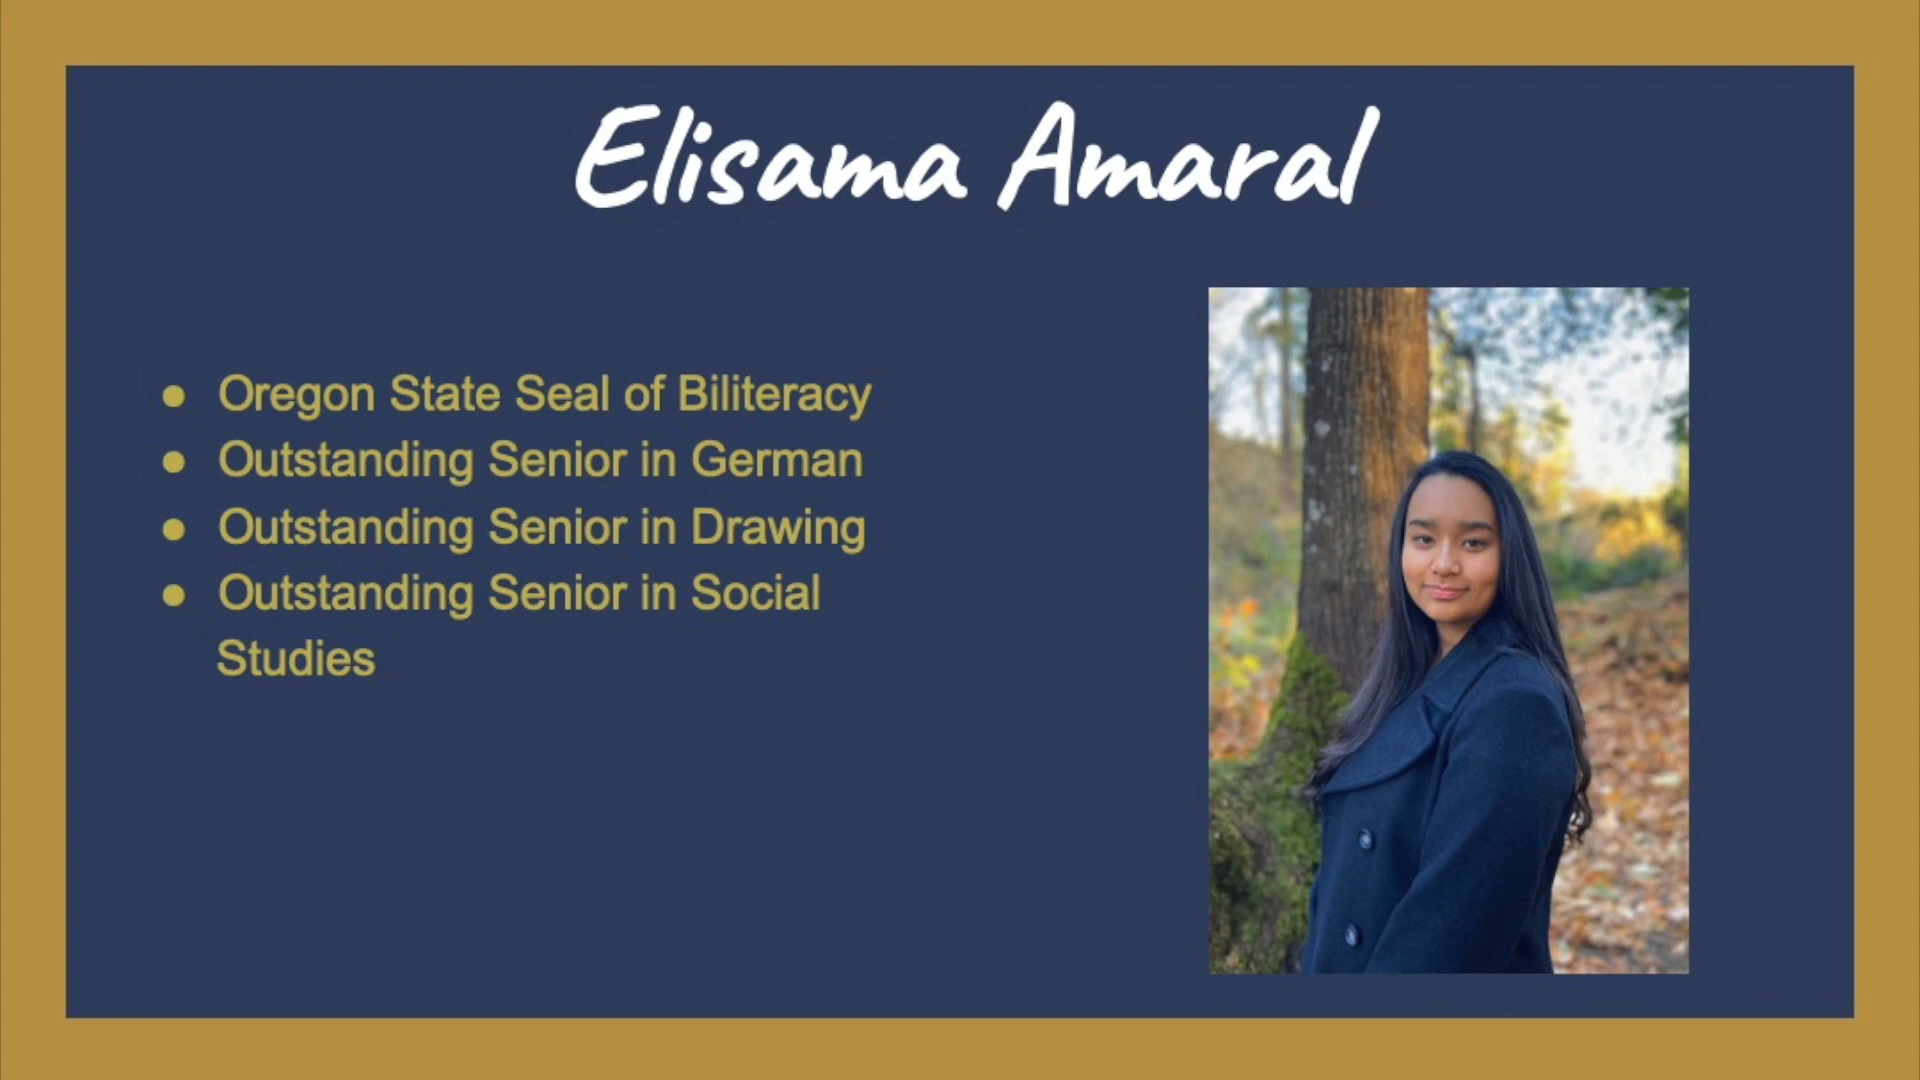 Elisama Amaral
● Oregon State Seal of Biliteracy
● Outstanding Senior in German
● Outstanding Senior in Drawing
● Outstanding Senior in Social
Studies